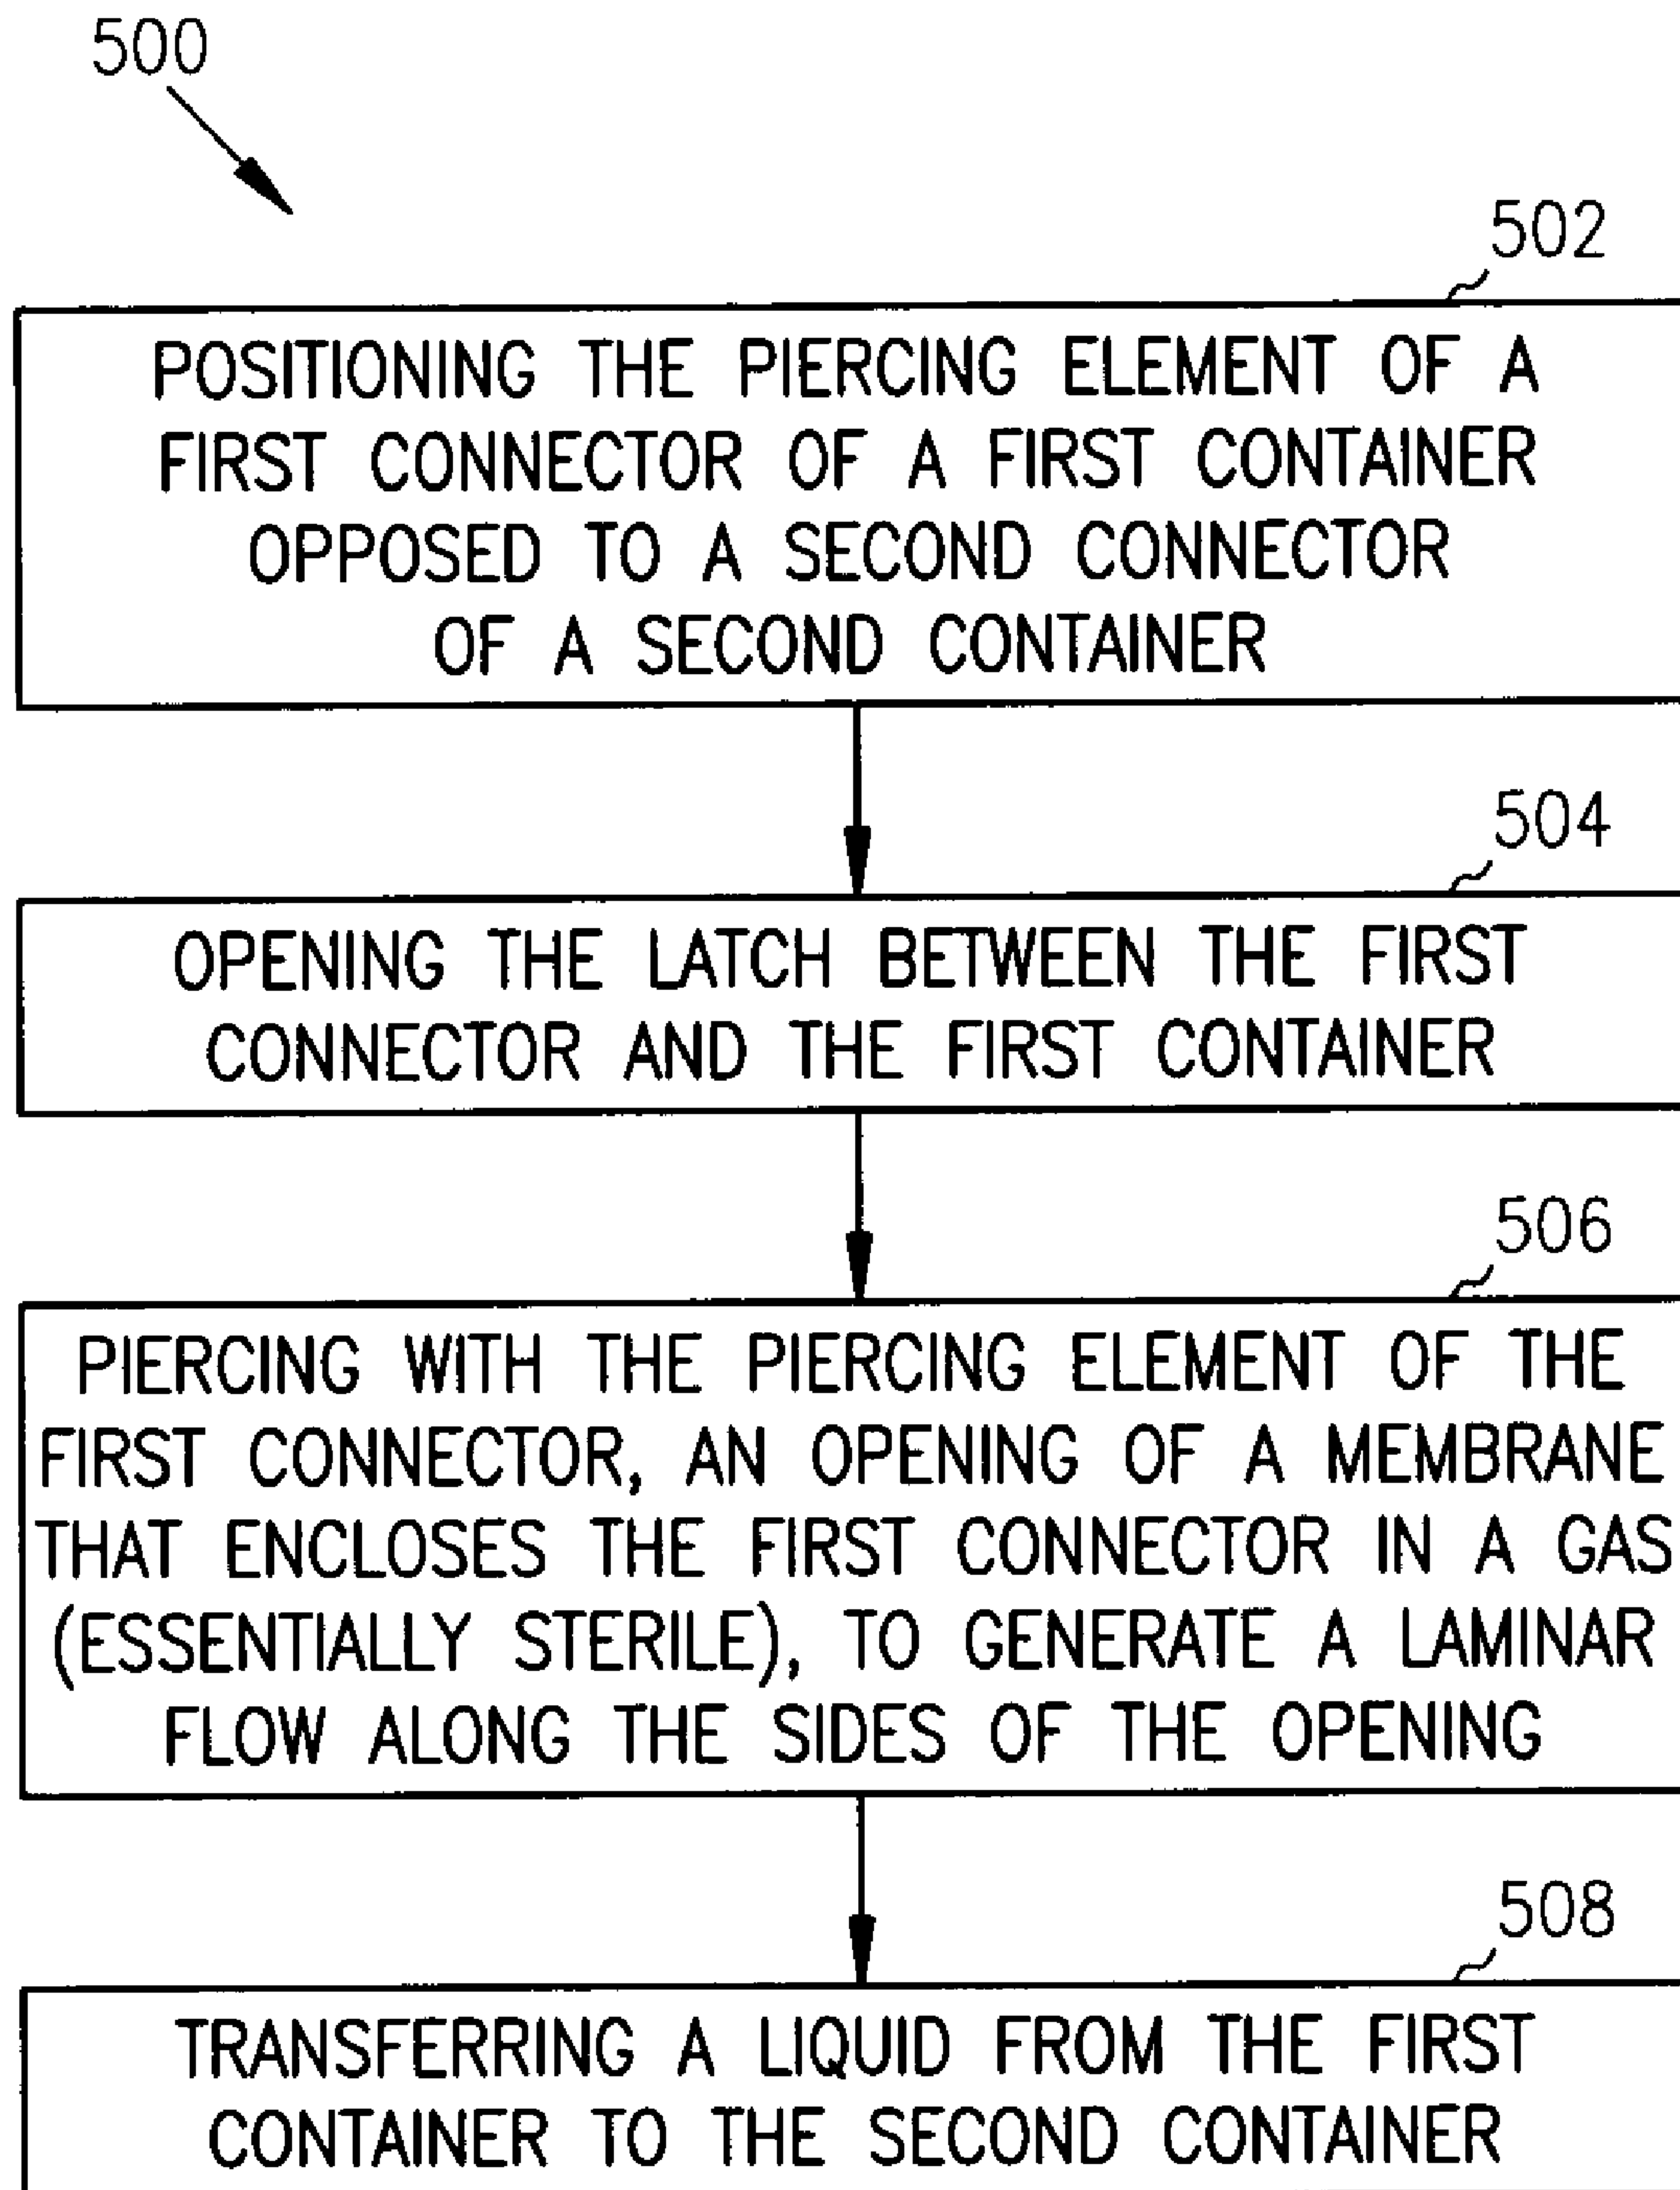 500
502
POSITIONING THE PIERCING ELEMENT OF A
FIRST CONNECTOR OF A FIRST CONTAINER
OPPOSED TO A SECOND CONNECTOR
OF A SECOND CONTAINER
504
OPENING THE LATCH BETWEEN THE FIRST
CONNECTOR AND THE FIRST CONTAINER
506
PIERCING WITH THE PIERCING ELEMENT OF THE
FIRST CONNECTOR, AN OPENING OF A MEMBRANE
THAT ENCLOSES THE FIRST CONNECTOR IN A GAS
(ESSENTIALLY STERILE), TO GENERATE A LAMINAR
FLOW ALONG THE SIDES OF THE OPENING
508
TRANSFERRING A LIQUID FROM THE FIRST
CONTAINER TO THE SECOND CONTAINER